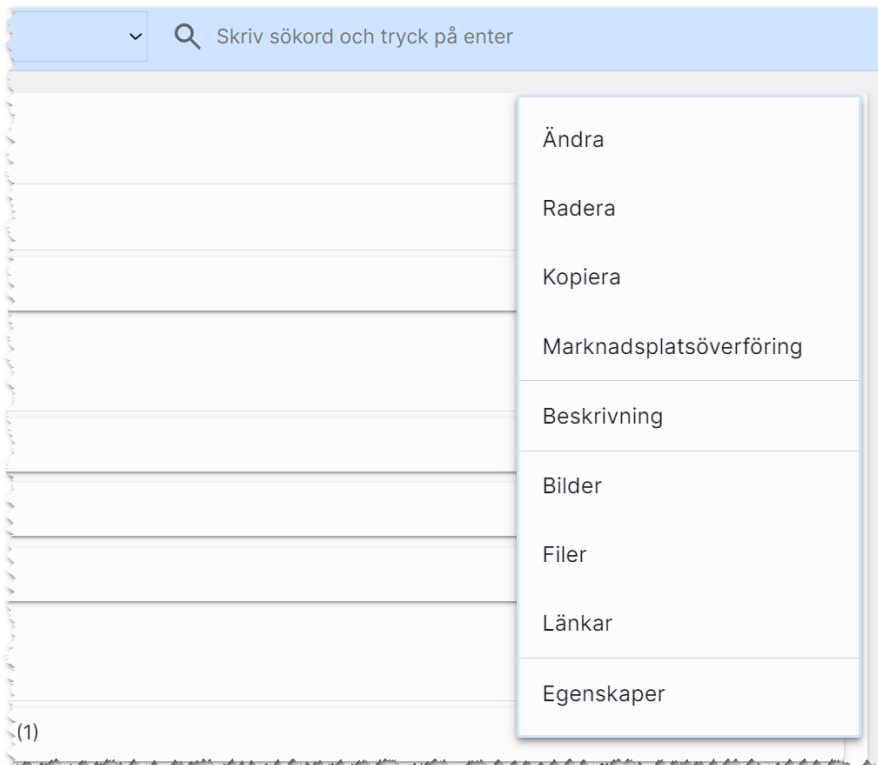 Skriv sökord och tryck på enter
Ändra
Radera
Kopiera
Marknadsplatsöverföring
Beskrivning
Bilder
Filer
Länkar
Egenskaper
(1)